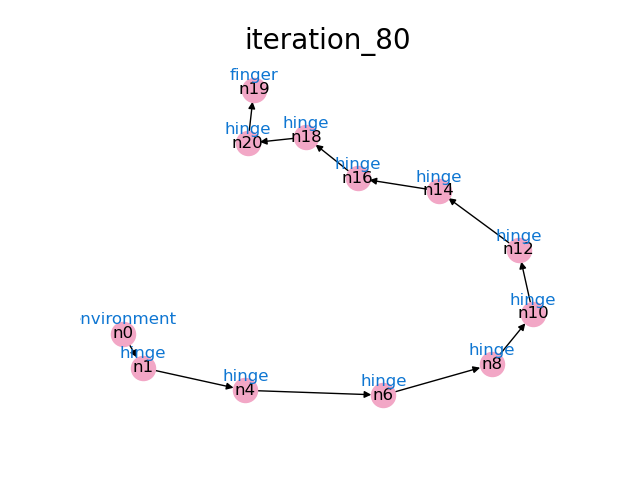 iteration_80
finger
n19
hinge
n18
hinge
n20
hinge
n16
hinge
n14
hinge
n12
hinge
n10
nvironment
n0
hinge
n1
hinge
n8
hinge
n4
hinge
n6